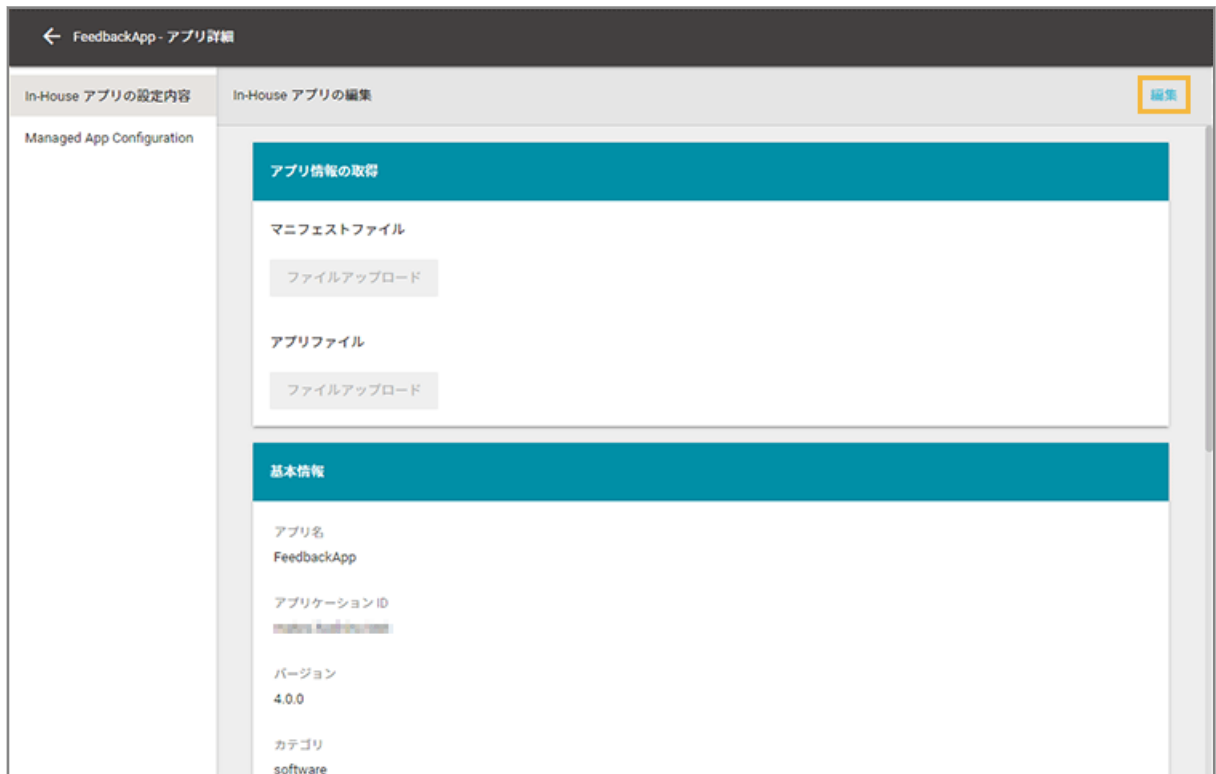 FeedbackApp - アプリ詳細
In-House アプリの設定内容
Managed App Configuration
In-House アプリの編集
編集
アプリ情報の取得
マニフェストファイル
ファイルアップロード
アプリファイル
ファイルアップロード
基本情報
アプリ名
FeedbackApp
アプリケーション ID
バージョン
4.0.0
カテゴリ
software